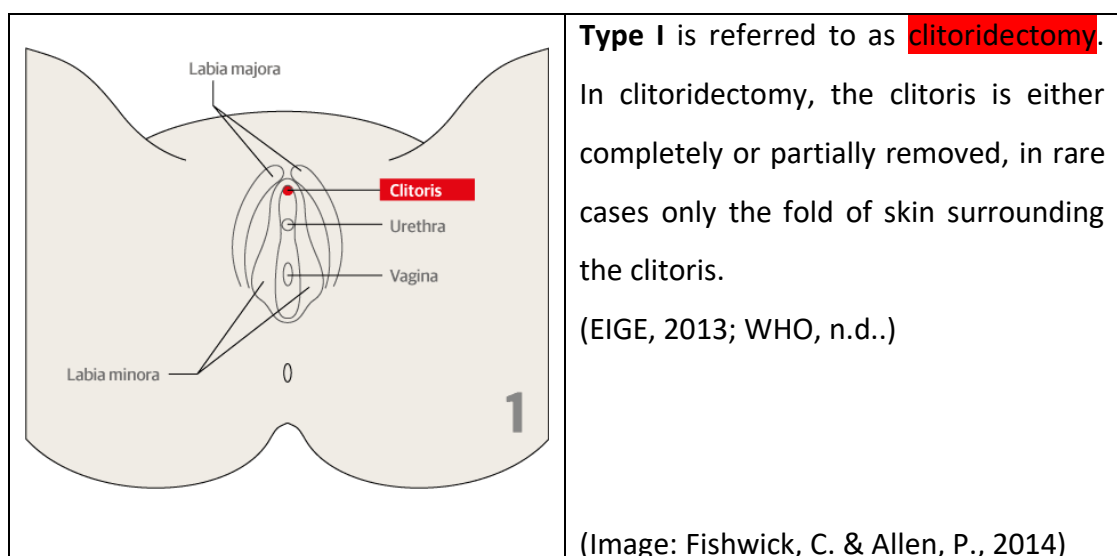 Labia majora
Clitoris
Urethra
Vagina
Labia minora
1
Type I is referred to as clitoridectomy.
In clitoridectomy, the clitoris is either
completely or partially removed, in rare
cases only the fold of skin surrounding
the clitoris.
(EIGE, 2013; WHO, n.d..)
(Image: Fishwick, C. & Allen, P., 2014)